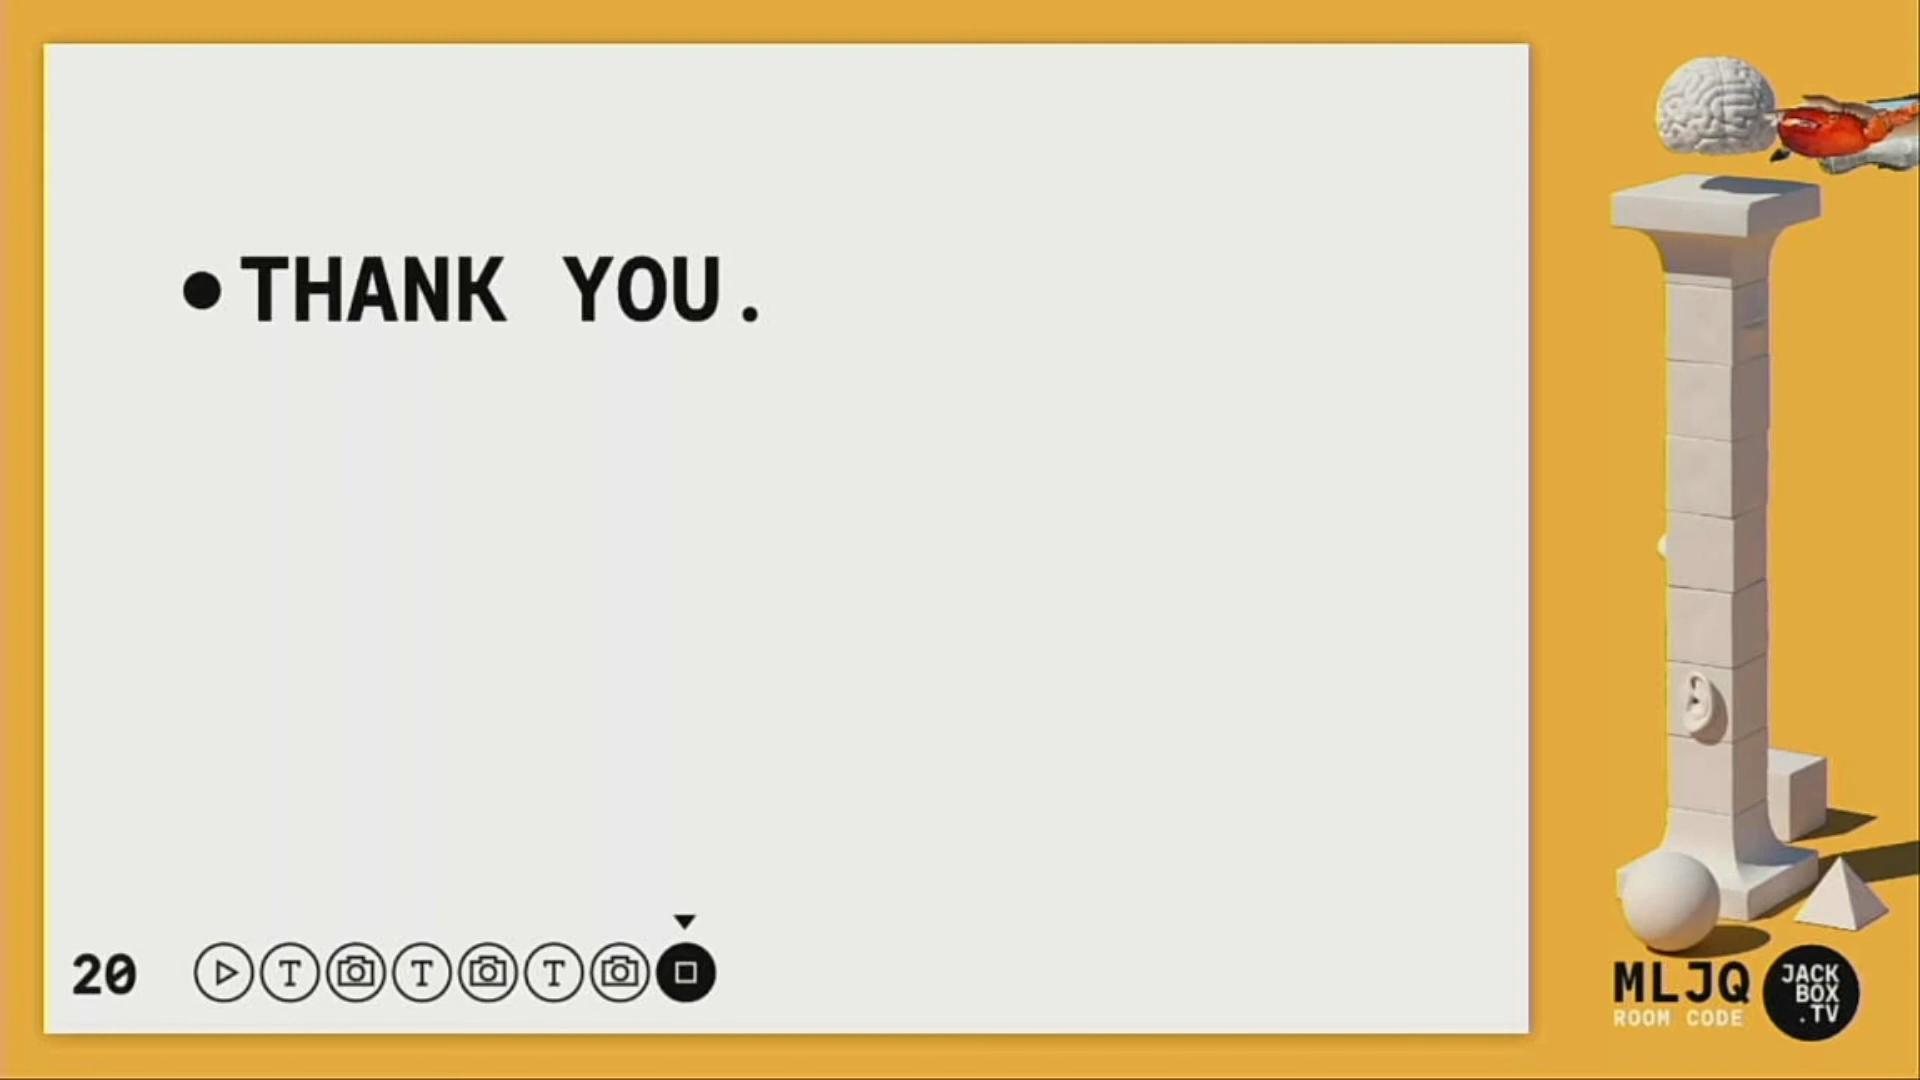 ●THANK YOU.
20
T
T
T
MLJQ
ROOM CODE
JACK
BOX
.TV